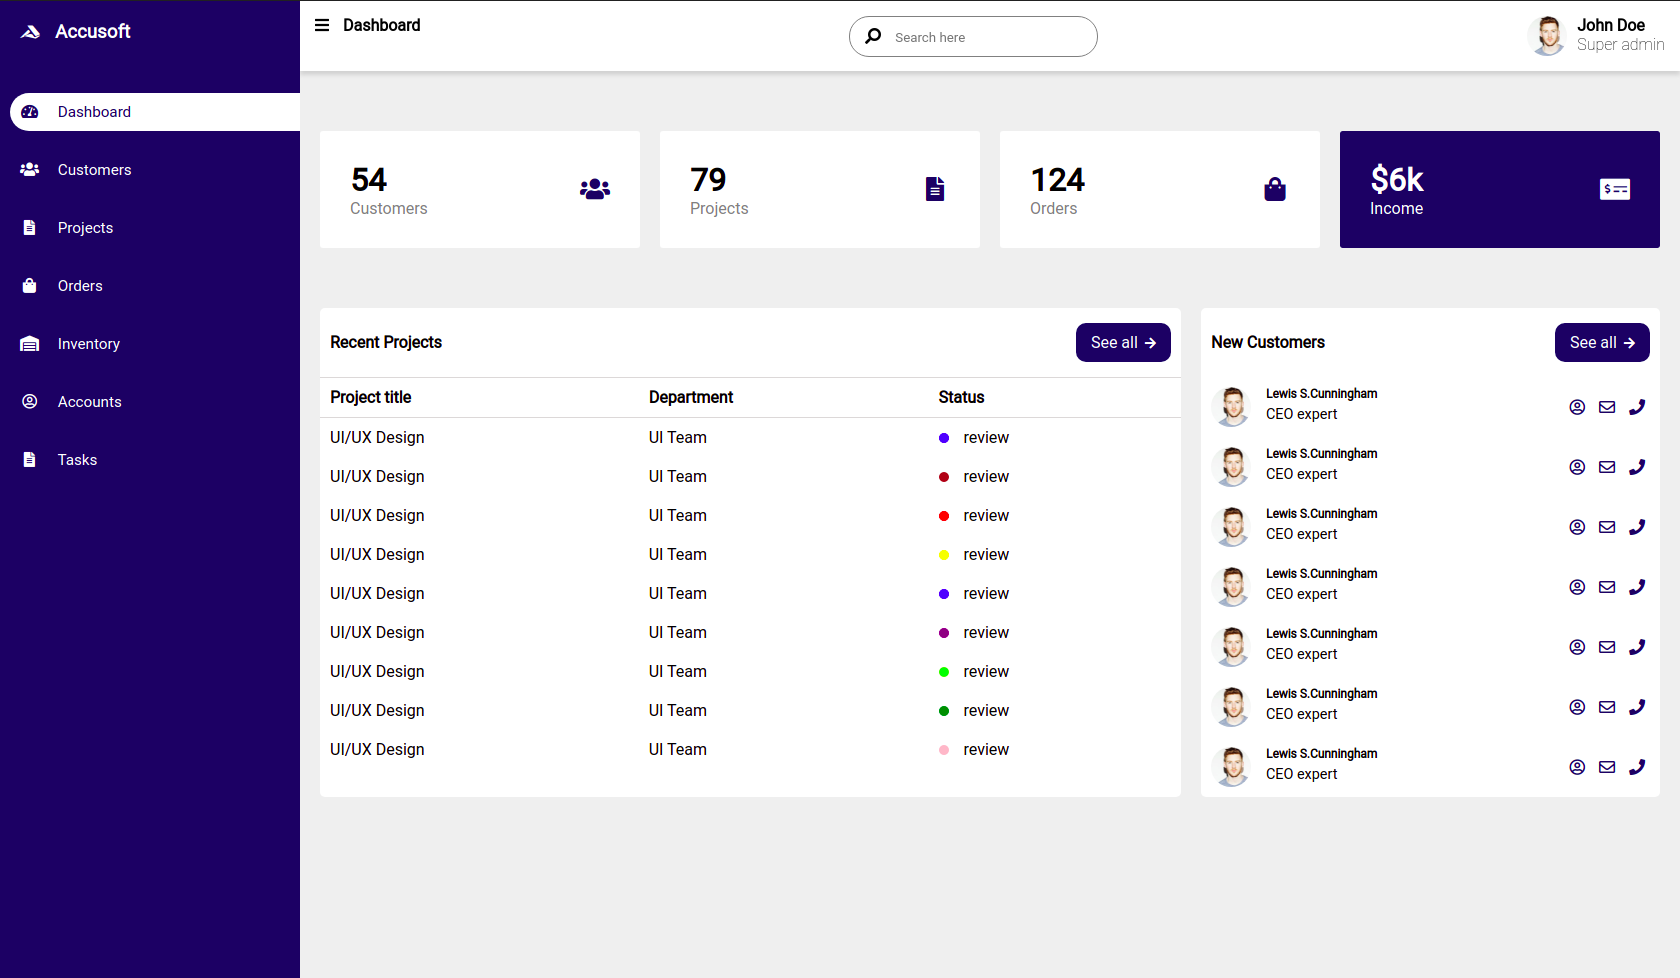 Accusoft
Dashboard
Customers
Projects
Orders
Inventory
Accounts
Tasks
Dashboard
Search here
John Doe
Super admin
54
Customers
79
Projects
124
Orders
$6k
Income
Recent Projects
See all
Project title Department Status
UI/UX Design UI Team review
UI/UX Design UI Team review
UI/UX Design UI Team review
UI/UX Design UI Team review
UI/UX Design UI Team review
UI/UX Design UI Team review
UI/UX Design UI Team review
UI/UX Design UI Team review
UI/UX Design UI Team review
New Customers
See all
Lewis S.Cunningham
CEO expert
Lewis S.Cunningham
CEO expert
Lewis S.Cunningham
CEO expert
Lewis S.Cunningham
CEO expert
Lewis S.Cunningham
CEO expert
Lewis S.Cunningham
CEO expert
Lewis S.Cunningham
CEO expert